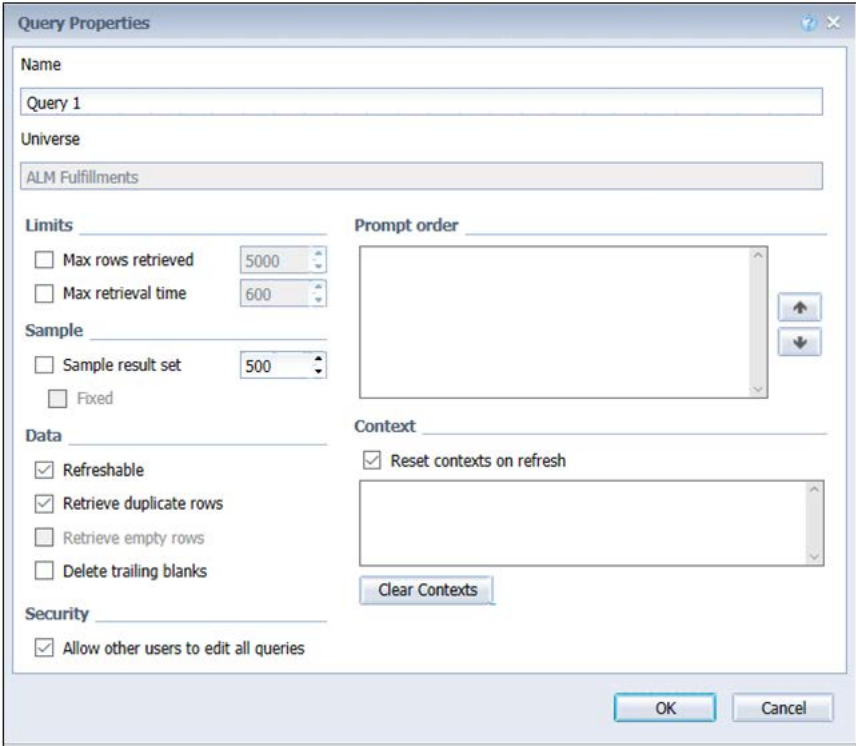 Query Properties
Name
Query 1
Universe
ALM Fulfillments
Limits
Max rows retrieved 5000
Max retrieval time 600
Sample
Sample result set 500
Fixed
Data
Refreshable
Retrieve duplicate rows
Retrieve empty rows
Delete trailing blanks
Security
Allow other users to edit all queries
Prompt order
Context
Reset contexts on refresh
Clear Contexts
OK Cancel